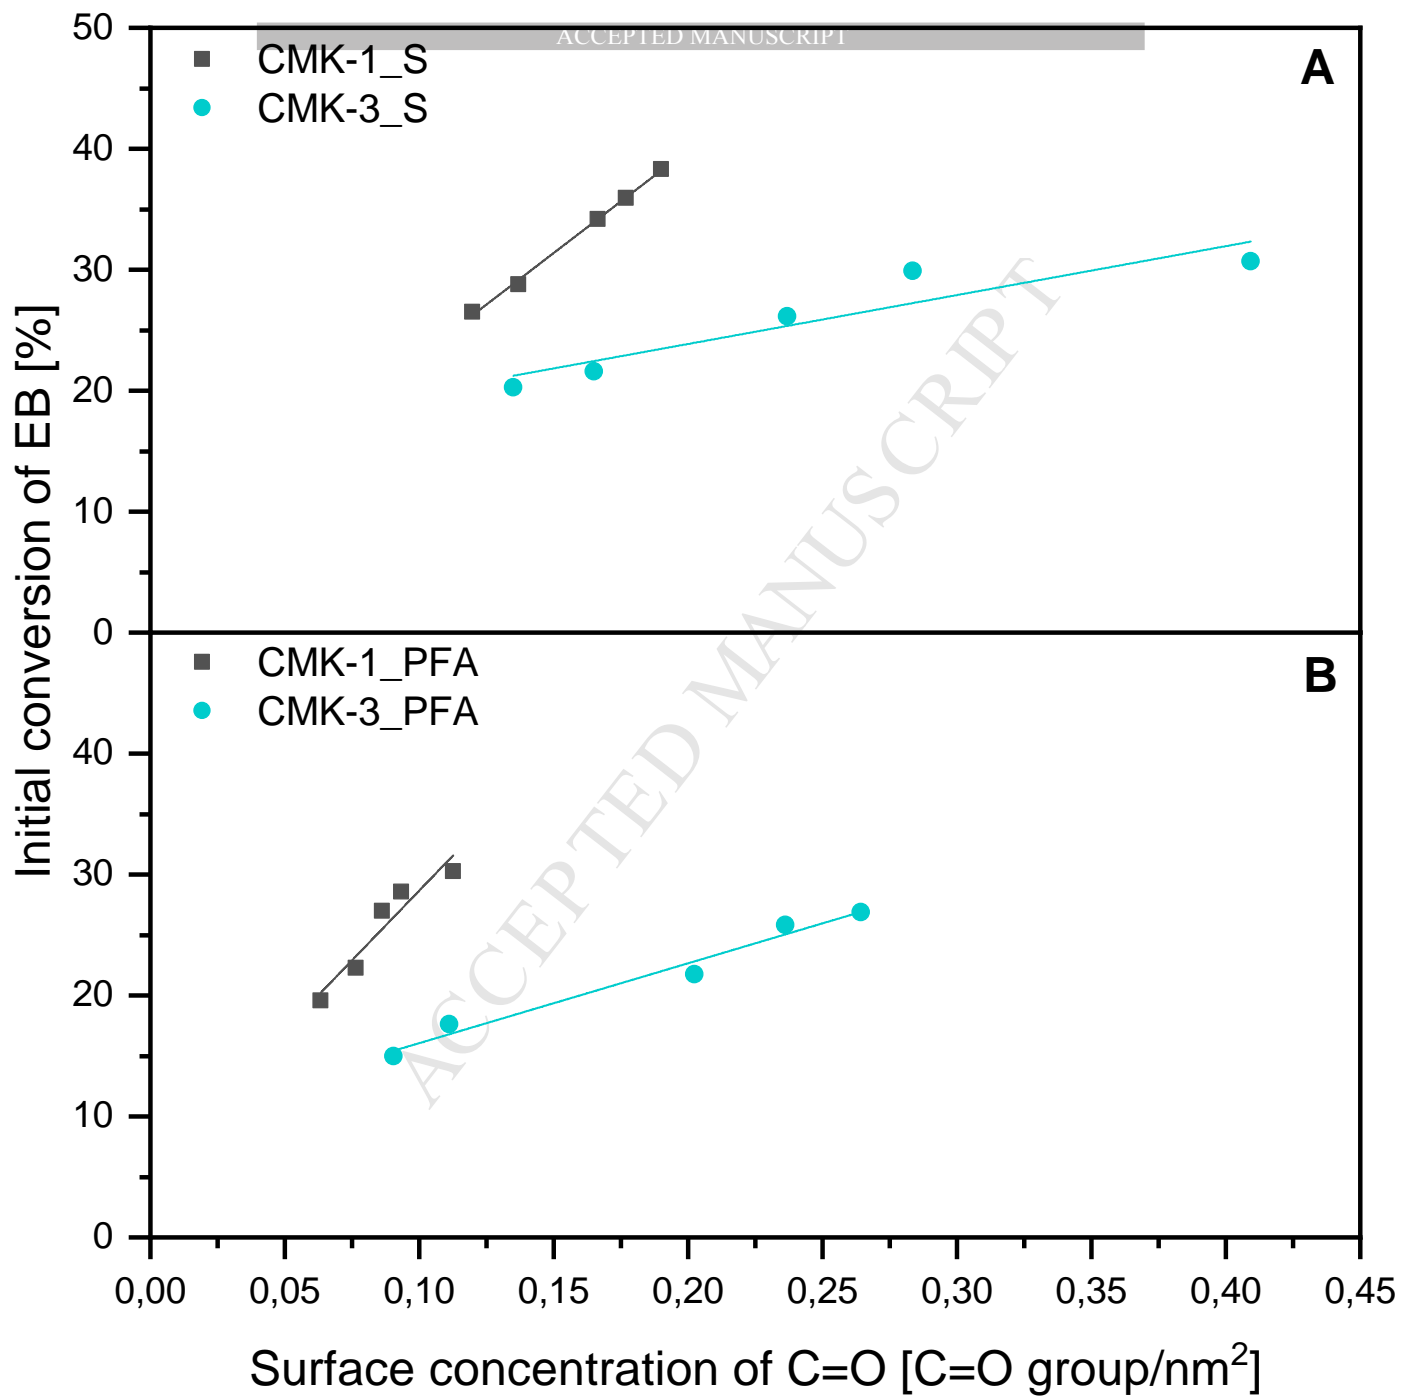 ACCEPTED MANUSCRIPT
50
CMK-1_S
A
CMK-3_S
40
30
20
10
0
Initial conversion of EB [%]
ACCEPTED MANUSCRIPT
CMK-1_PFA
B
CMK-3_PFA
40
30
20
10
0
0,00 0,05 0,10 0,15 0,20 0,25 0,30 0,35 0,40 0,45
Surface concentration of C=O [C=O group/nm²]